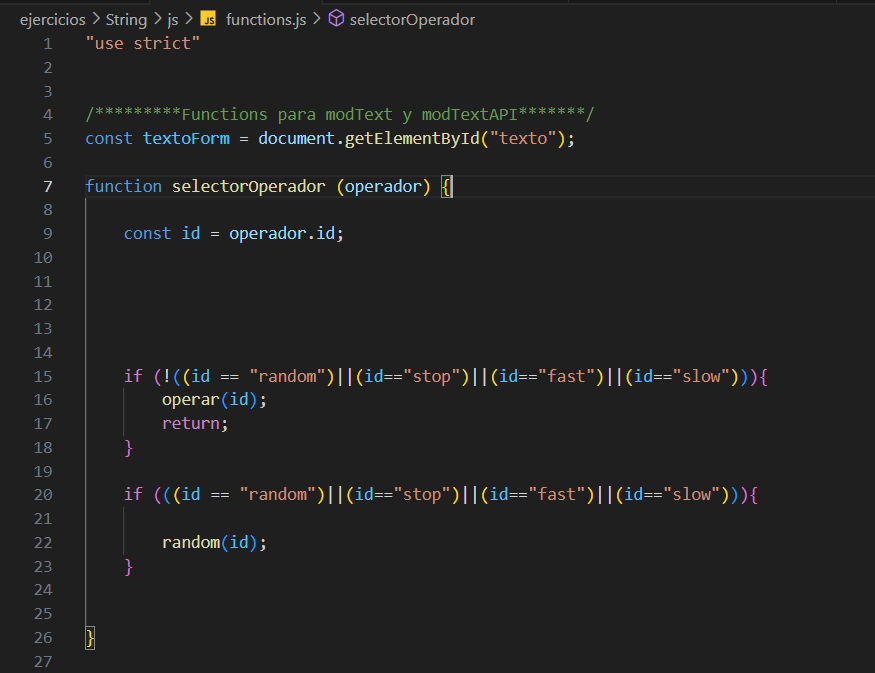 ejercicios > String > js > JS functions.js > selectorOperador
1 "use strict"
2
3
4 /*********Functions para modText y modTextAPI*******/
5 const textoForm = document.getElementById("texto");
6
7 function selectorOperador (operador) {
8
9 const id = operador.id;
10
11
12
13
14
15 if (!((id == "random")||(id=="stop")||(id=="fast")||(id=="slow"))){
16 operar(id);
17 return;
18 }
19
20 if (((id == "random")||(id=="stop")||(id=="fast")||(id=="slow"))){
21
22 random(id);
23 }
24
25
26 }
27